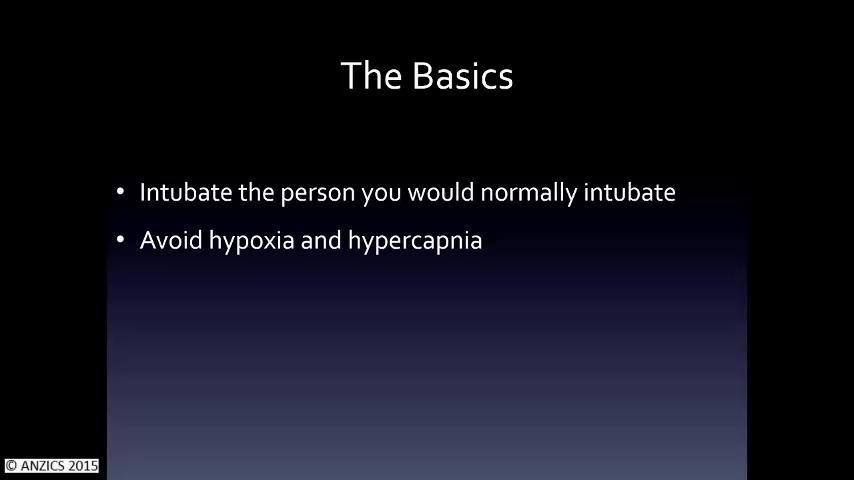 The Basics
• Intubate the person you would normally intubate
• Avoid hypoxia and hypercapnia
© ANZICS 2015